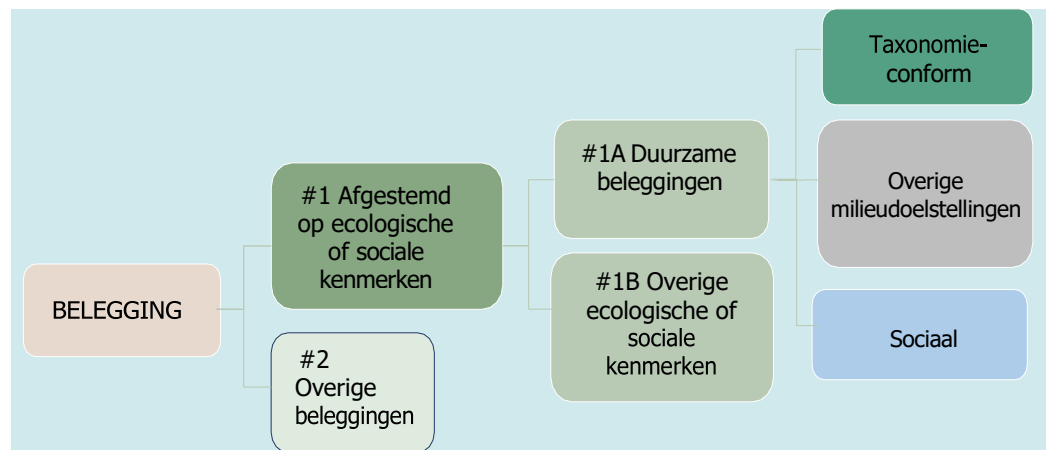 BELEGGING
#1 Afgestemd
op ecologische
of sociale
kenmerken
#2
Overige
beleggingen
#1A Duurzame
beleggingen
#1B Overige
ecologische of
sociale
kenmerken
Taxonomie-
conform
Overige
milieudoelstellingen
Sociaal